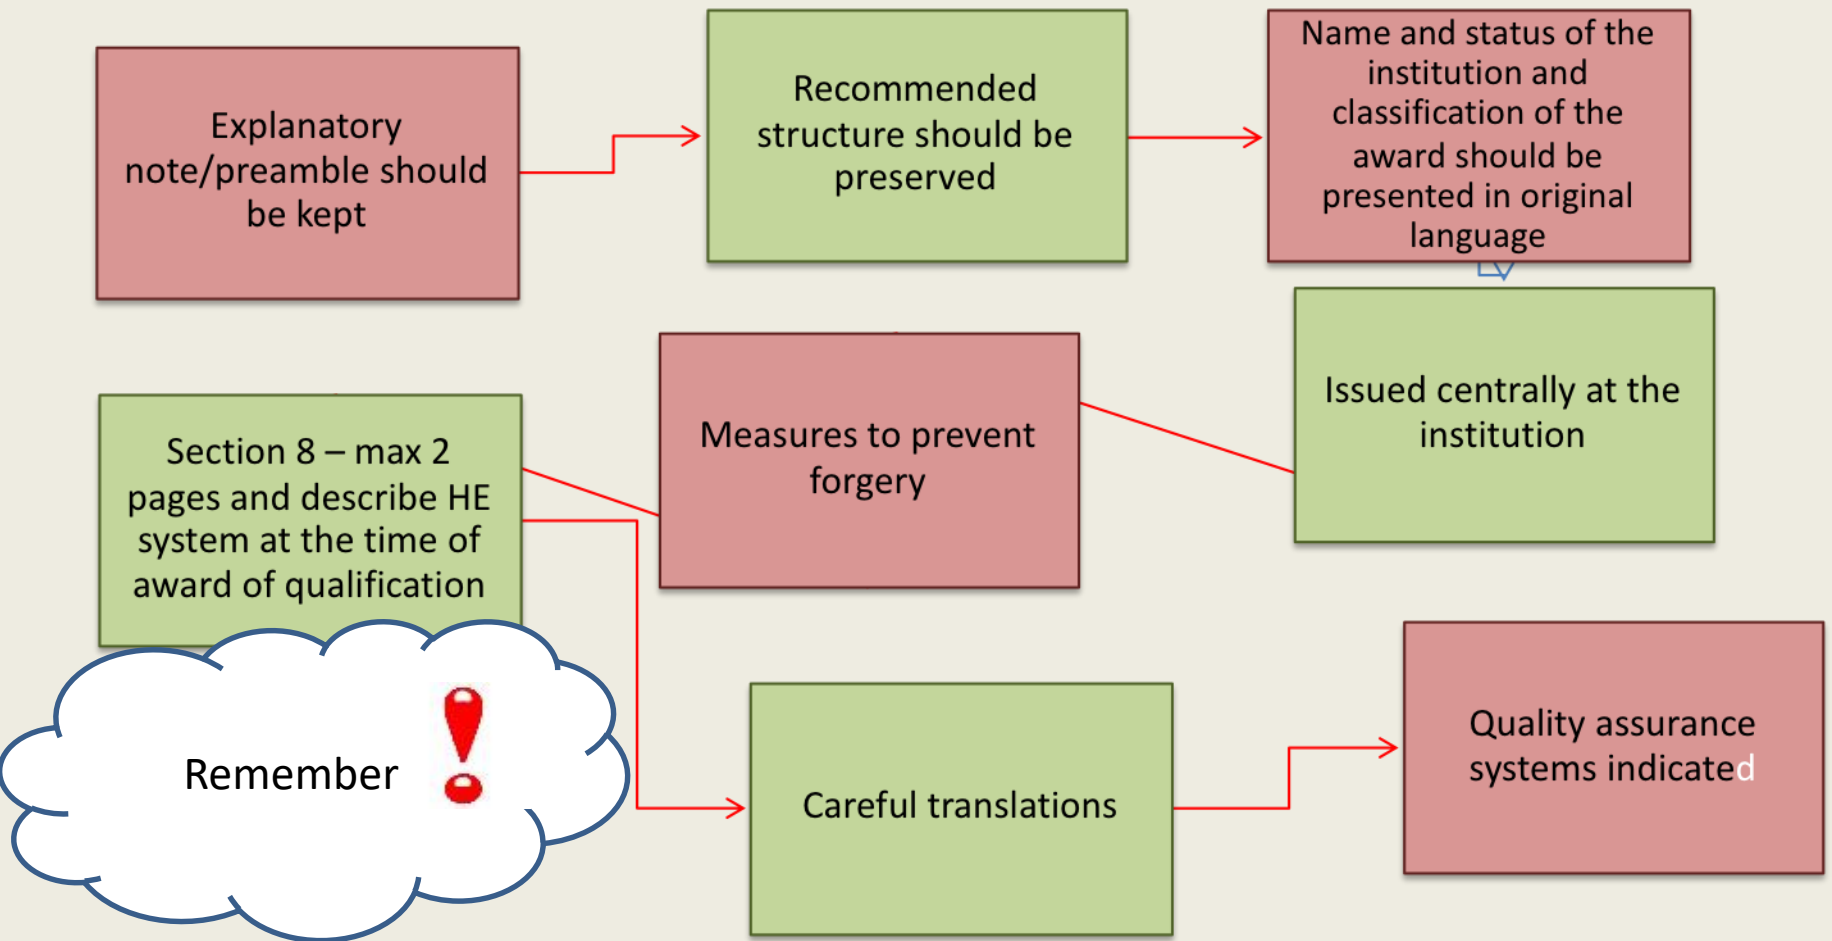 Explanatory
note/preamble should
be kept
Recommended
structure should be
preserved
Name and status of the
institution and
classification of the
award should be
presented in original
language
Issued centrally at the
institution
Measures to prevent
forgery
Section 8 – max 2
pages and describe HE
system at the time of
award of qualification
Remember
Careful translations
Quality assurance
systems indicated